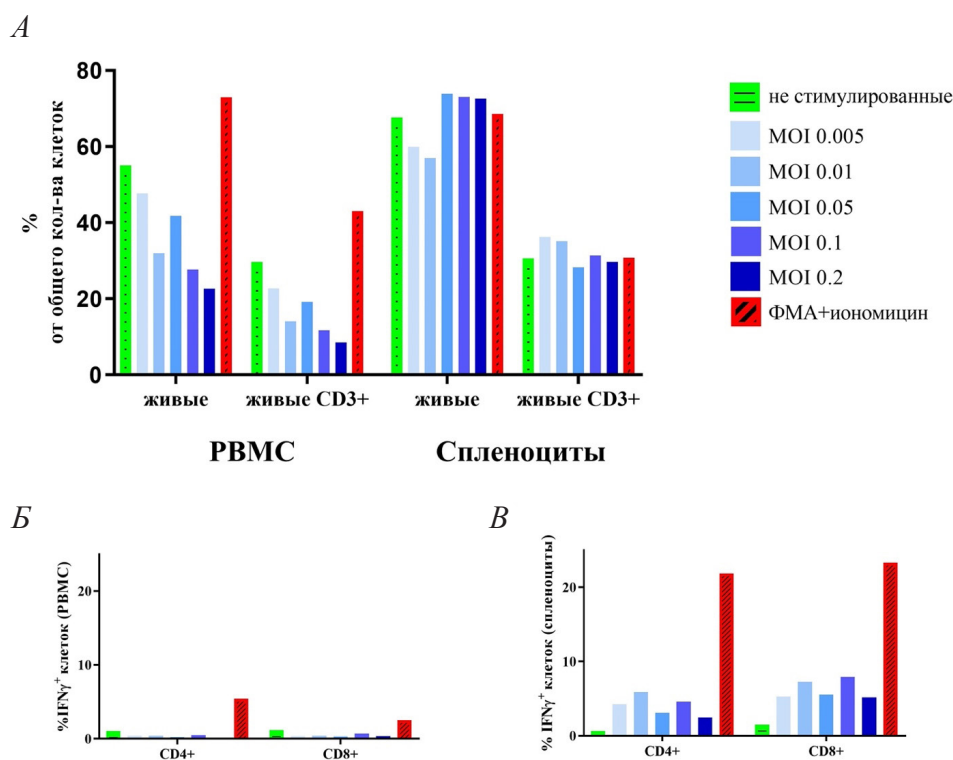 А
80
60
40
20
0
%
от общего кол-ва клеток
живые
живые CD3+
живые
живые CD3+
PBMC
Спленоциты
не стимулированные
MOI 0.005
MOI 0.01
MOI 0.05
MOI 0.1
MOI 0.2
ФМА+иономицин
Б
%IFNγ⁺ клеток (PBMC)
20
10
0
CD4+
CD8+
В
% IFNγ⁺ клеток (спленоциты)
20
10
0
CD4+
CD8+